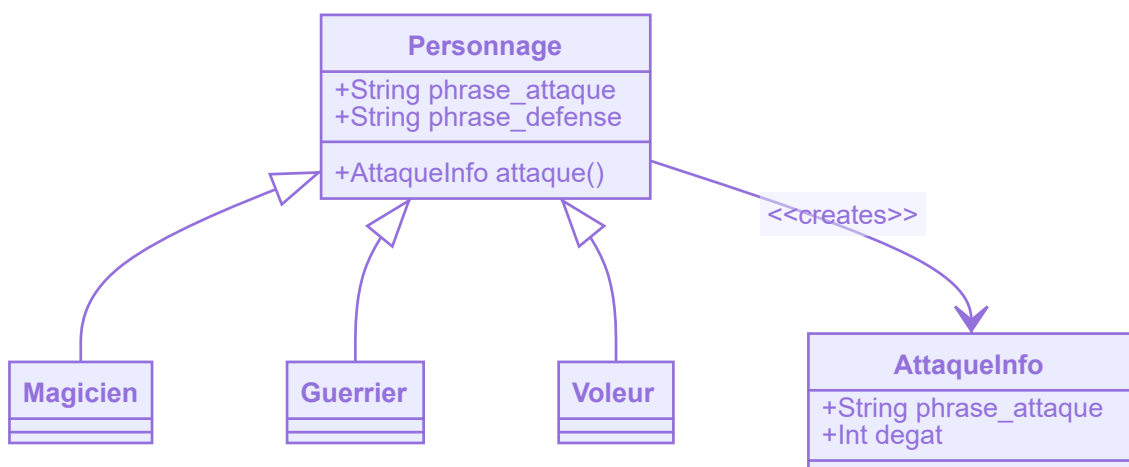 Personnage
+String phrase_attaque
+String phrase_defense
+AttaqueInfo attaque()
<<creates>>
Magicien
Guerrier
Voleur
AttaqueInfo
+String phrase_attaque
+Int degat